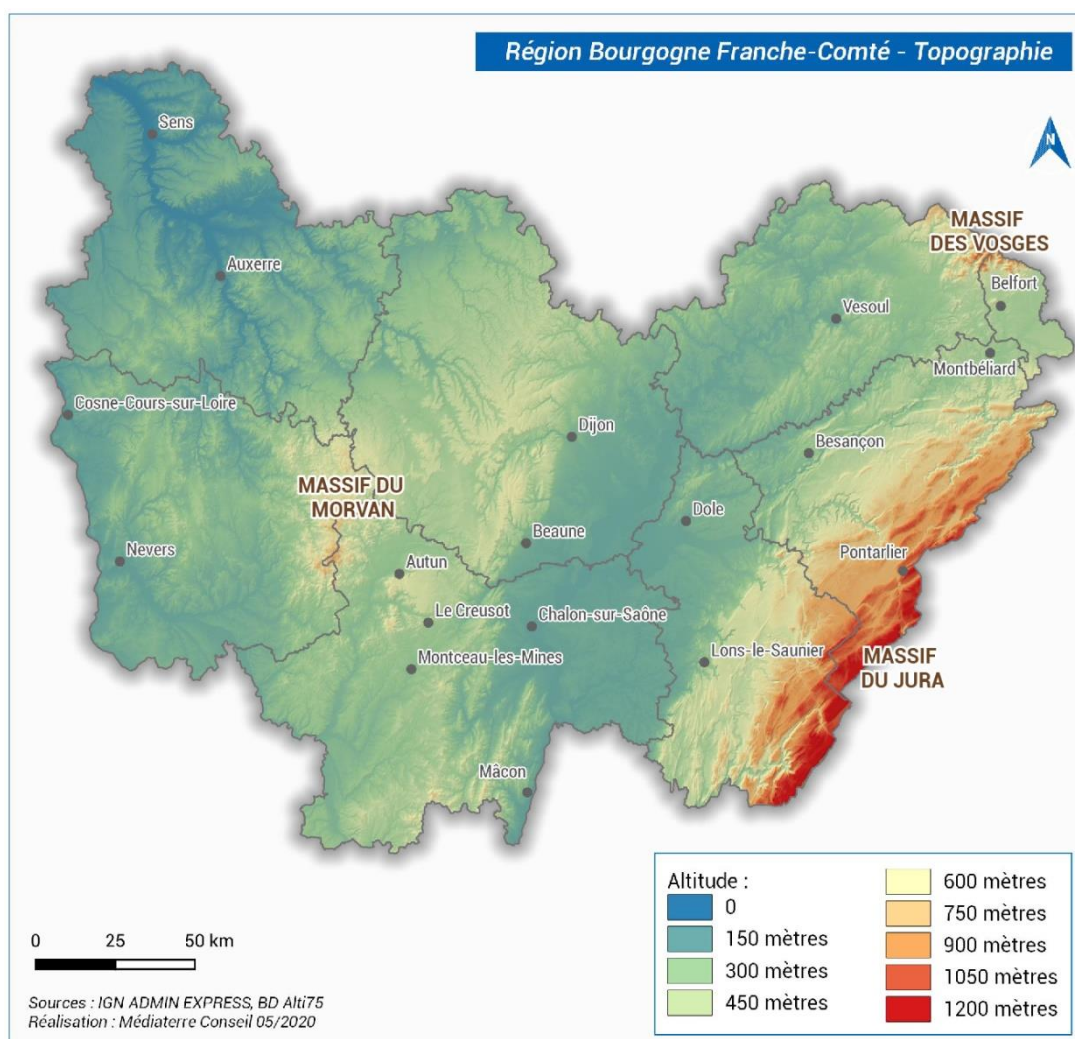 Région Bourgogne Franche-Comté - Topographie
N
Sens
MASSIF
DES VOSGES
Auxerre
Belfort
Vesoul
Montbéliard
Cosne-Cours-sur-Loire
Dijon
Besançon
MASSIF DU
MORVAN
Dole
Beaune
Nevers
Autun
Pontarlier
Le Creusot
Chalon-sur-Saône
Lons-le-Saunier
Montceau-les-Mines
MASSIF
DU JURA
Mâcon
Altitude :
0
150 mètres
300 mètres
450 mètres
600 mètres
750 mètres
900 mètres
1050 mètres
1200 mètres
0 25 50 km
Sources : IGN ADMIN EXPRESS, BD Alti75
Réalisation : Médiaterre Conseil 05/2020